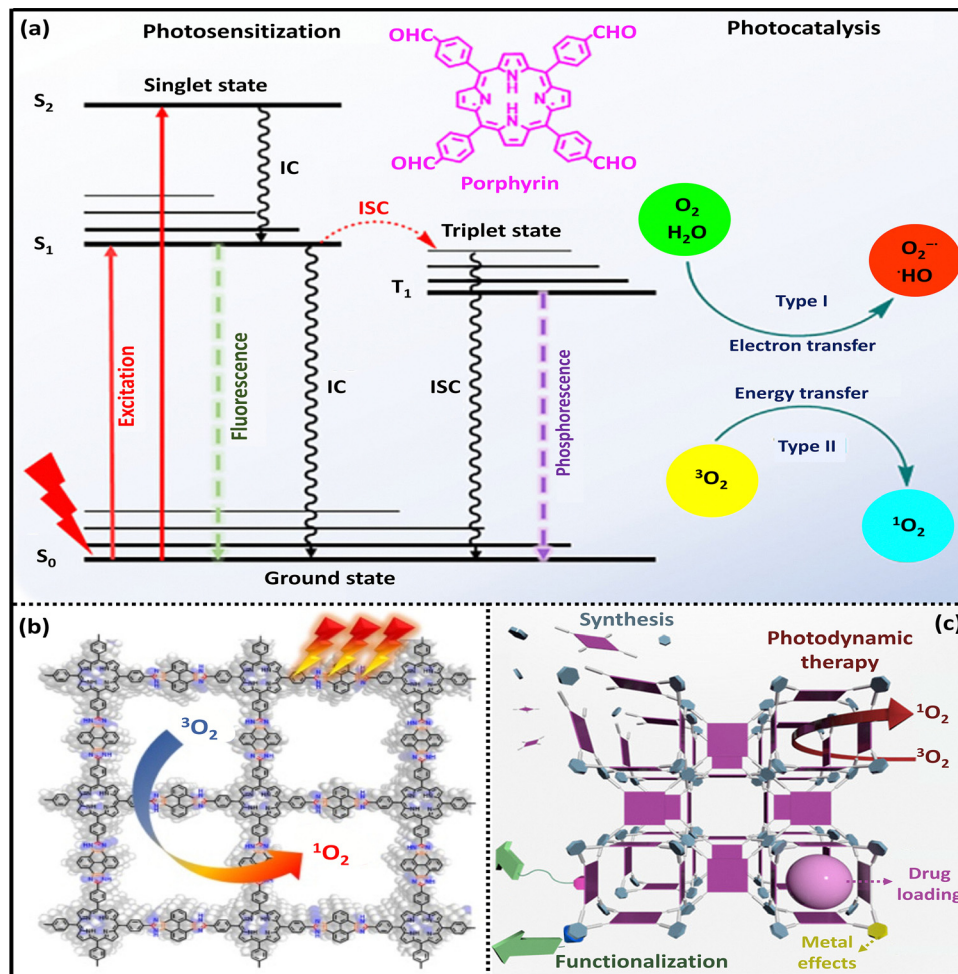 (a)
Photosensitization
Photocatalysis
CHO
CHO
N
H
N
N
H
N
CHO
CHO
Porphyrin
Singlet state
S2
IC
ISC
Triplet state
S1
T1
Excitation
Fluorescence
IC
ISC
Phosphorescence
S0
Ground state
O2
H2O
O2−·
·HO
Type I
Electron transfer
Energy transfer
Type II
3O2
1O2
(b)
3O2
1O2
(c)
Synthesis
Photodynamic
therapy
1O2
3O2
Drug
loading
Metal
effects
Functionalization